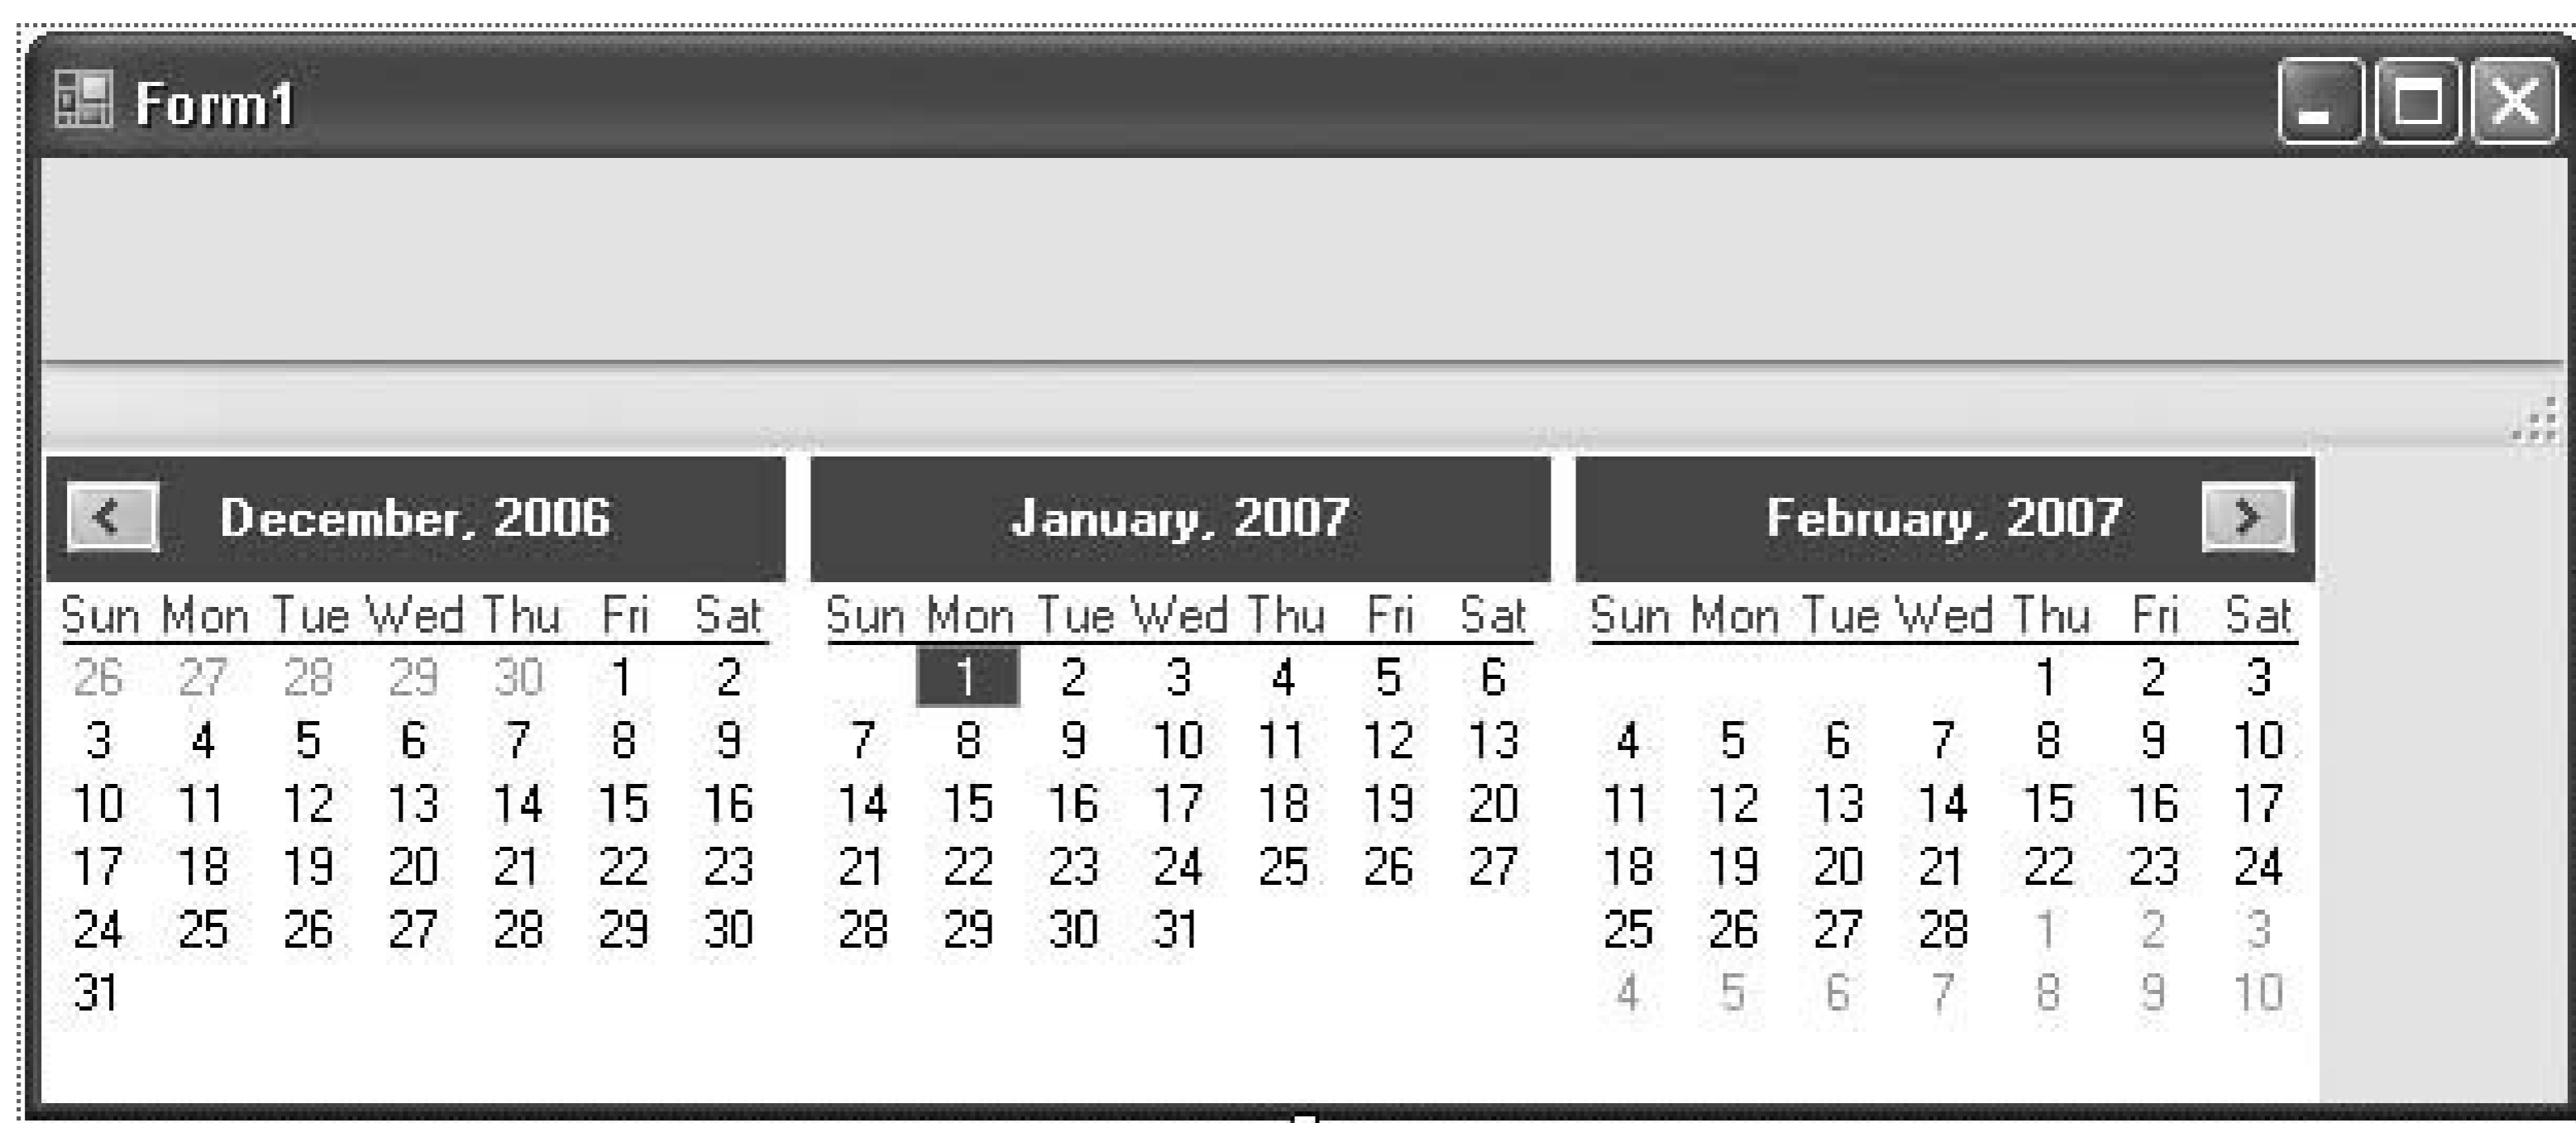 Form1
December, 2006 January, 2007 February, 2007
Sun Mon Tue Wed Thu Fri Sat Sun Mon Tue Wed Thu Fri Sat Sun Mon Tue Wed Thu Fri Sat
26 27 28 29 30 1 2 1 2 3 4 5 6 1 2 3
3 4 5 6 7 8 9 7 8 9 10 11 12 13 4 5 6 7 8 9 10
10 11 12 13 14 15 16 14 15 16 17 18 19 20 11 12 13 14 15 16 17
17 18 19 20 21 22 23 21 22 23 24 25 26 27 18 19 20 21 22 23 24
24 25 26 27 28 29 30 28 29 30 31 25 26 27 28 1 2 3
31 4 5 6 7 8 9 10